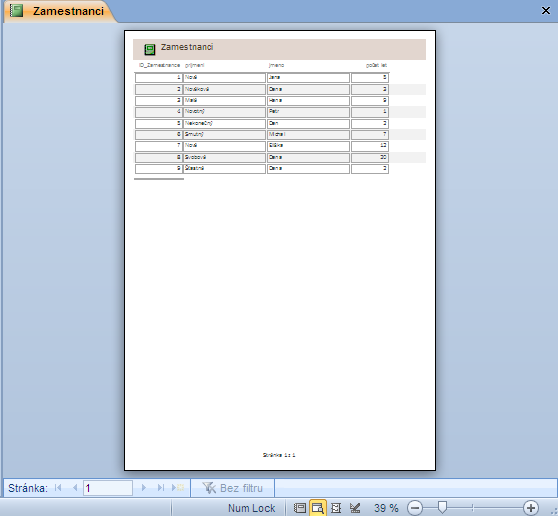 Zamestnanci
Zamestnanci
ID_Zamestnance prijmeni jmeno počet let
1 Nová Jana 5
2 Nováková Dana 3
3 Malá Hana 9
4 Novotný Petr 1
5 Nekonečný Dan 3
6 Smutný Michal 7
7 Nová Eliška 12
8 Svobová Dana 20
9 Šťastná Dana 2
Stránka 1 z 1
Stránka: 1 Bez filtru
Num Lock 39 %